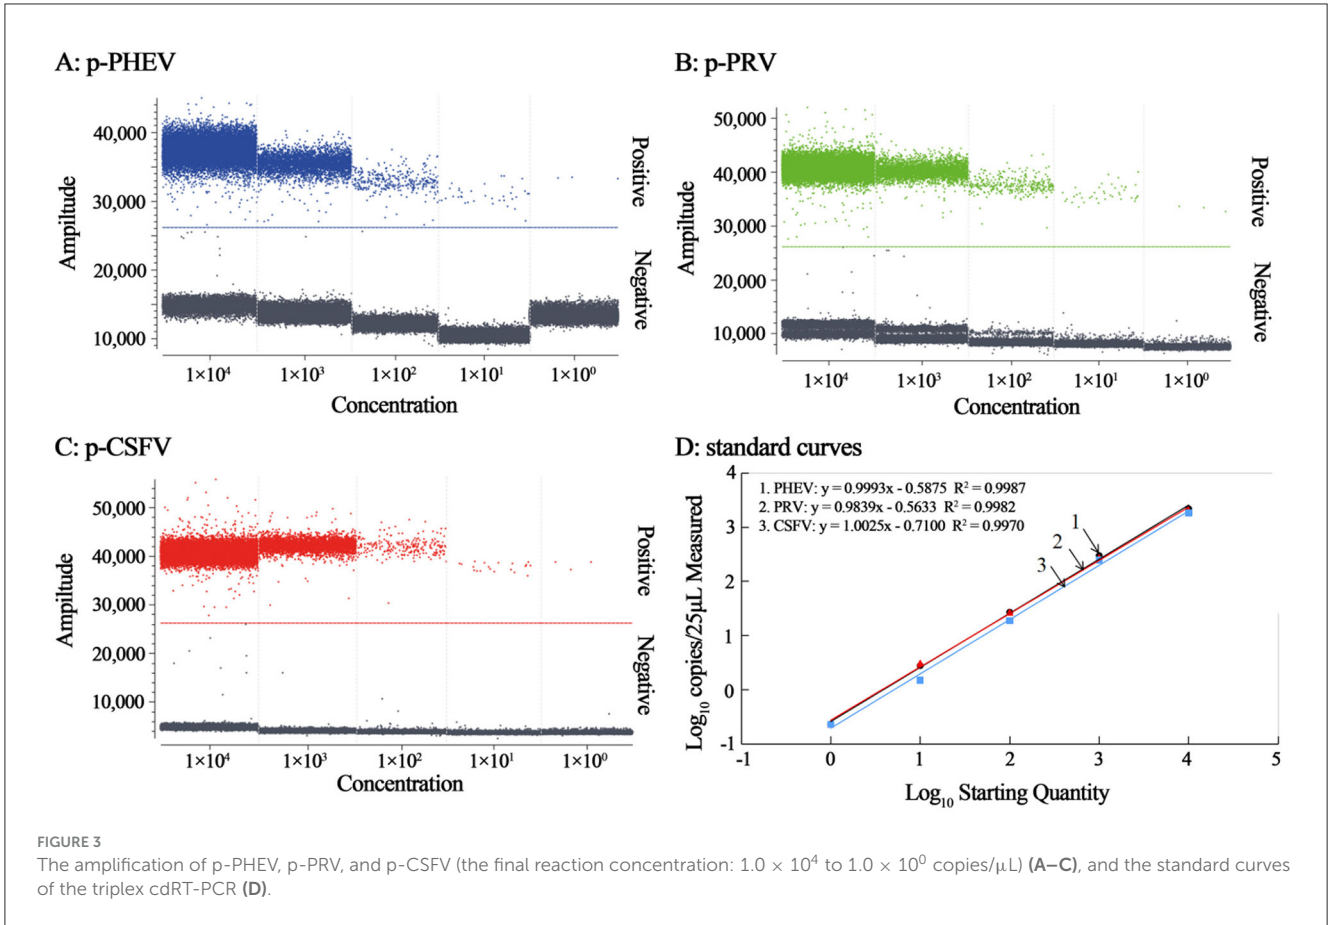 A: p-PHEV
40,000
30,000
20,000
10,000
Ampiltude
Positive
Negative
1×10⁴ 1×10³ 1×10² 1×10¹ 1×10⁰
Concentration
B: p-PRV
50,000
40,000
30,000
20,000
10,000
Ampiltude
Positive
Negative
1×10⁴ 1×10³ 1×10² 1×10¹ 1×10⁰
Concentration
C: p-CSFV
50,000
40,000
30,000
20,000
10,000
Ampiltude
Positive
Negative
1×10⁴ 1×10³ 1×10² 1×10¹ 1×10⁰
Concentration
D: standard curves
1. PHEV: y = 0.9993x - 0.5875 R² = 0.9987
2. PRV: y = 0.9839x - 0.5633 R² = 0.9982
3. CSFV: y = 1.0025x - 0.7100 R² = 0.9970
4
3
2
1
0
-1
Log₁₀ copies/25μL Measured
1
2
3
-1 0 1 2 3 4 5
Log₁₀ Starting Quantity
FIGURE 3
The amplification of p-PHEV, p-PRV, and p-CSFV (the final reaction concentration: 1.0 × 10⁴ to 1.0 × 10⁰ copies/μL) (A–C), and the standard curves
of the triplex cdRT-PCR (D).